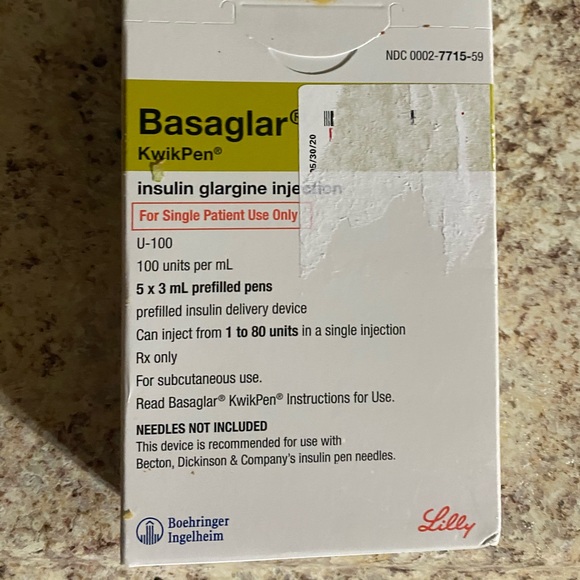 NDC 0002-7715-59
Basaglar®
KwikPen®
insulin glargine injection
For Single Patient Use Only
U-100
100 units per mL
5 x 3 mL prefilled pens
prefilled insulin delivery device
Can inject from 1 to 80 units in a single injection
Rx only
For subcutaneous use.
Read Basaglar® KwikPen® Instructions for Use.
NEEDLES NOT INCLUDED
This device is recommended for use with
Becton, Dickinson & Company's insulin pen needles.
Boehringer
Ingelheim
Lilly